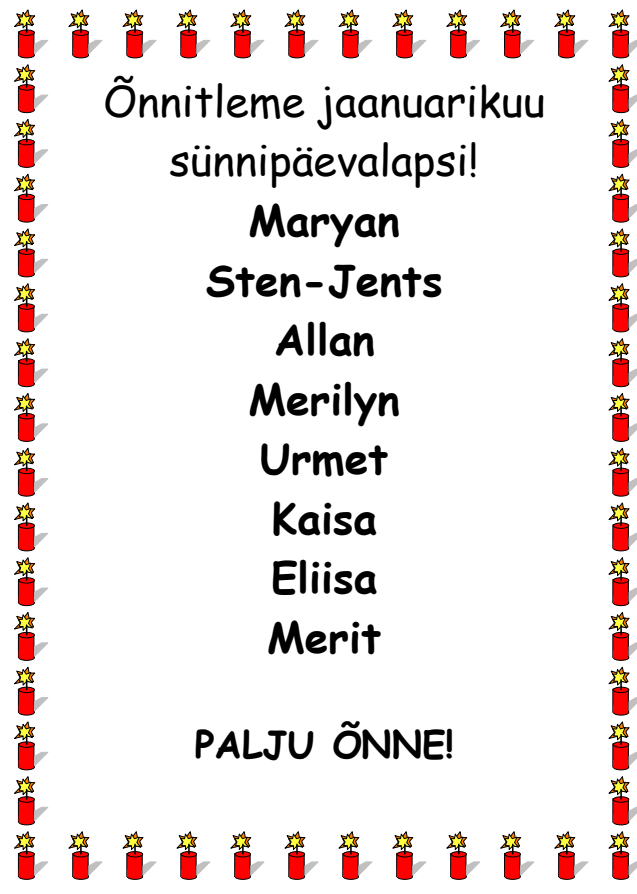 Õnnitleme jaanuarikuu
sünnipäevalapsi!
Maryan
Sten-Jents
Allan
Merilyn
Urmet
Kaisa
Eliisa
Merit
PALJU ÕNNE!